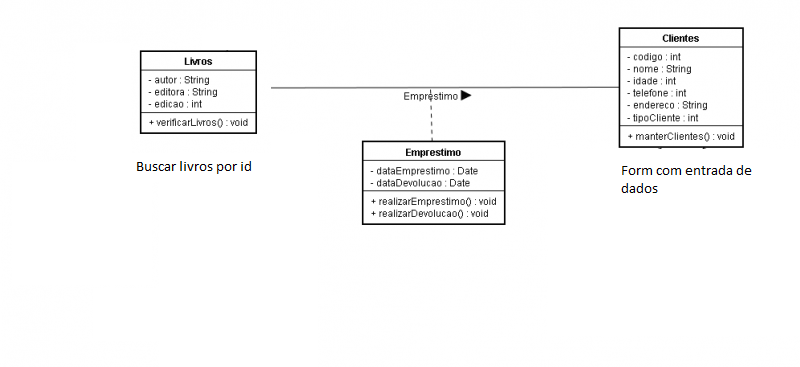 Livros
- autor : String
- editora : String
- edicao : int
+ verificarLivros() : void
Buscar livros por id
Emprestimo
Emprestimo
- dataEmprestimo : Date
- dataDevolucao : Date
+ realizarEmprestimo() : void
+ realizarDevolucao() : void
Clientes
- codigo : int
- nome : String
- idade : int
- telefone : int
- endereco : String
- tipoCliente : int
+ manterClientes() : void
Form com entrada de
dados